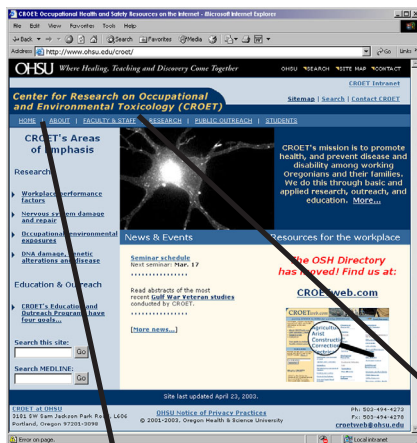 CROET: Occupational Health and Safety Resources on the Internet - Microsoft Internet Explorer
File Edit View Favorites Tools Help
Back Search Favorites Media
Address http://www.ohsu.edu/croet/ Go Links
OHSU Where Healing, Teaching and Discovery Come Together OHSU SEARCH SITE MAP CONTACT
CROET Intranet
Center for Research on Occupational
and Environmental Toxicology (CROET)
Sitemap | Search | Contact CROET
HOME | ABOUT | FACULTY & STAFF | RESEARCH | PUBLIC OUTREACH | STUDENTS
CROET's Areas
of Emphasis
Research
Workplace performance
factors
Nervous system damage
and repair
Occupational environmental
exposures
DNA damage, genetic
alterations and disease
Education & Outreach
CROET's Education and
Outreach Programs have
four goals...
Search this site:
Go
Search MEDLINE:
Go
CROET's mission is to promote
health, and prevent disease and
disability among working
Oregonians and their families.
We do this through basic and
applied research, outreach, and
education. More...
News & Events
Seminar schedule
Next seminar: Mar. 17
Read abstracts of the most
recent Gulf War Veteran studies
conducted by CROET.
[More news...]
Resources for the workplace
The OSH Directory
has moved! Find us at:
CROETweb.com
CROETweb
Agricultur
Arist
Construction
Correction
Site last updated April 23, 2003.
CROET at OHSU
3181 SW Sam Jackson Park Road, L606
Portland, Oregon 97201-3098
OHSU Notice of Privacy Practices
© 2001-2003, Oregon Health & Science University
Ph: 503-494-4273
Fx: 503-494-4278
croetweb@ohsu.edu
Error on page. Local intranet